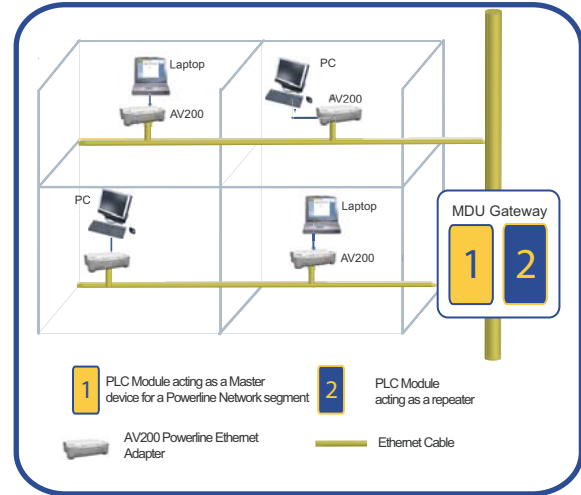 Laptop
AV200
PC
AV200
PC
Laptop
AV200
MDU Gateway
1 2
1 PLC Module acting as a Master
device for a Powerline Network segment
2 PLC Module
acting as a repeater
AV200 Powerline Ethernet
Adapter
Ethernet Cable